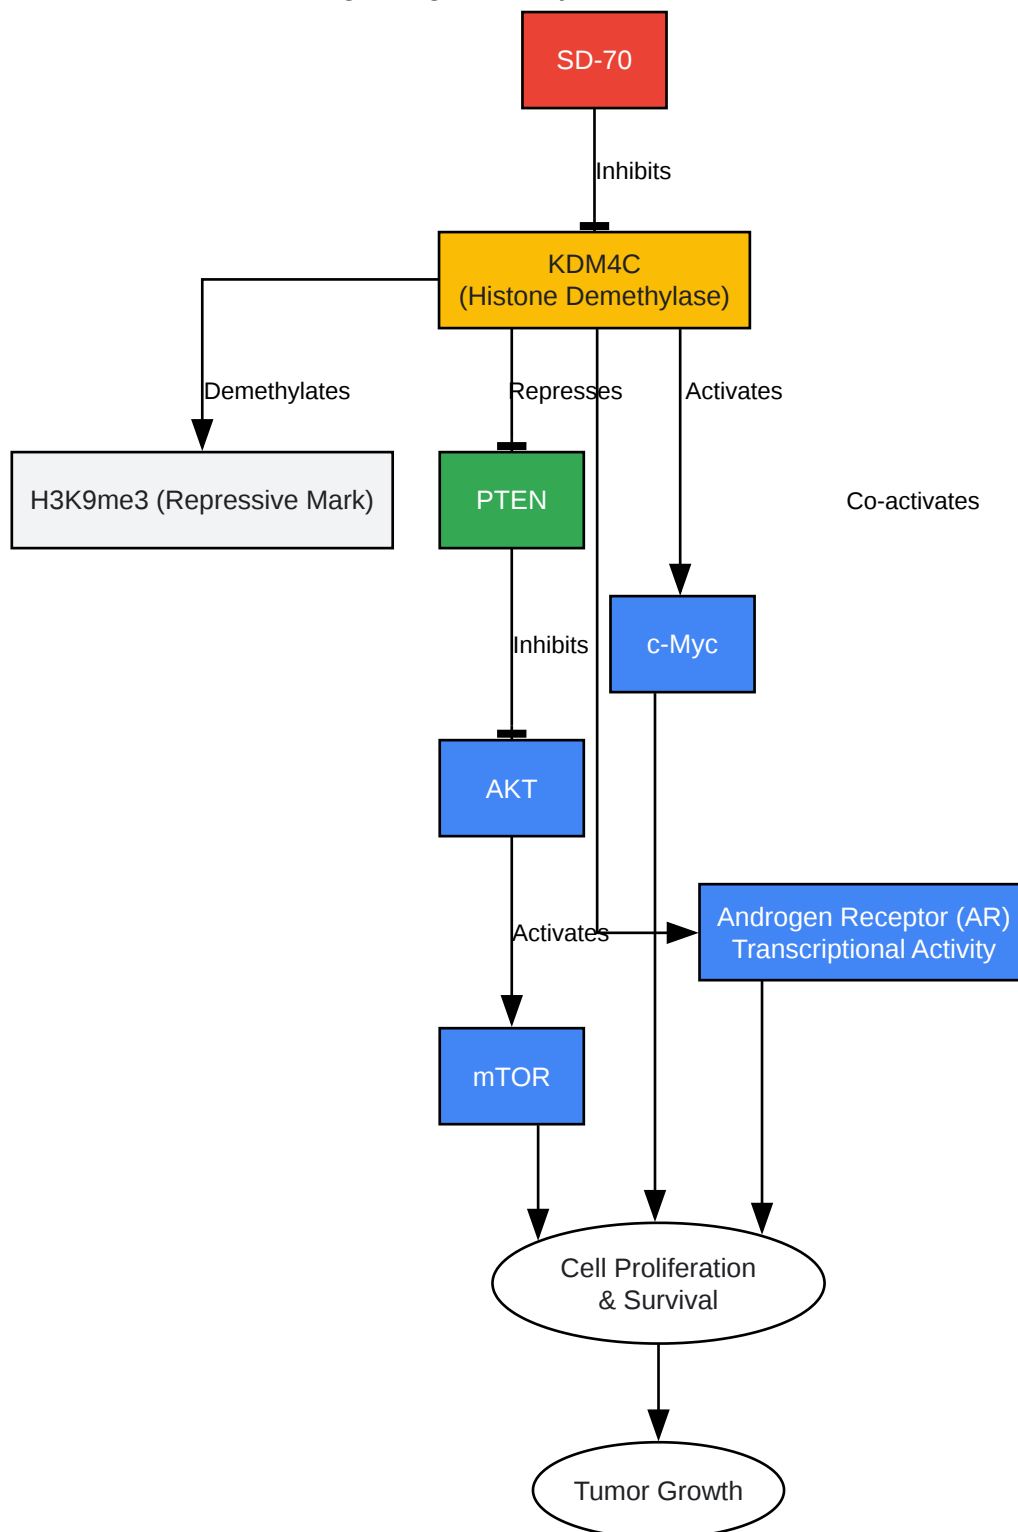 SD-70
Inhibits
KDM4C
(Histone Demethylase)
Demethylates
Represses
Activates
H3K9me3 (Repressive Mark)
PTEN
Co-activates
Inhibits
c-Myc
AKT
Androgen Receptor (AR)
Transcriptional Activity
Activates
mTOR
Cell Proliferation
& Survival
Tumor Growth